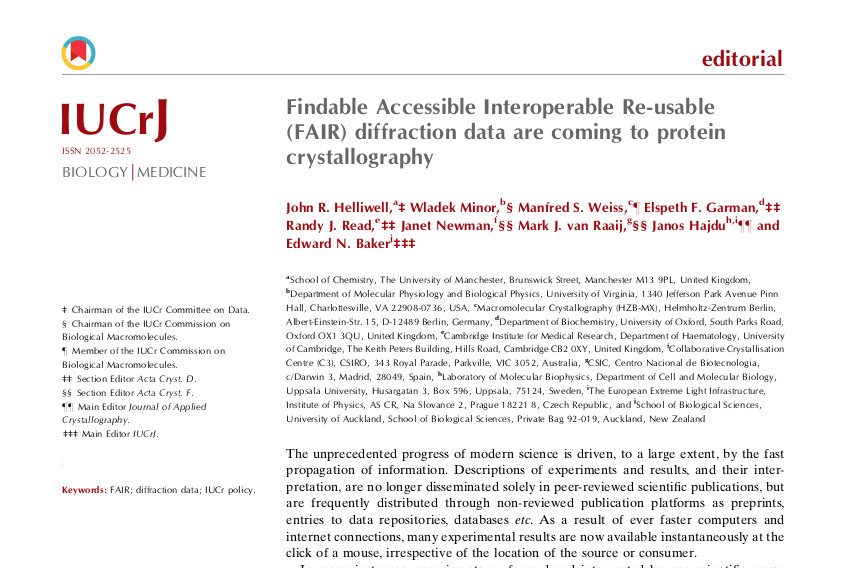 editorial
IUCrJ
ISSN 2052-2525
BIOLOGY|MEDICINE
Findable Accessible Interoperable Re-usable
(FAIR) diffraction data are coming to protein
crystallography
John R. Helliwell,a‡ Wladek Minor,b§ Manfred S. Weiss,c¶ Elspeth F. Garman,d‡‡
Randy J. Read,e‡‡ Janet Newman,f§§ Mark J. van Raaij,g§§ Janos Hajduh,i¶¶ and
Edward N. Bakerj‡‡‡
aSchool of Chemistry, The University of Manchester, Brunswick Street, Manchester M13 9PL, United Kingdom,
bDepartment of Molecular Physiology and Biological Physics, University of Virginia, 1340 Jefferson Park Avenue Pinn
Hall, Charlottesville, VA 22908-0736, USA, cMacromolecular Crystallography (HZB-MX), Helmholtz-Zentrum Berlin,
Albert-Einstein-Str. 15, D-12489 Berlin, Germany, dDepartment of Biochemistry, University of Oxford, South Parks Road,
Oxford OX1 3QU, United Kingdom, eCambridge Institute for Medical Research, Department of Haematology, University
of Cambridge, The Keith Peters Building, Hills Road, Cambridge CB2 0XY, United Kingdom, fCollaborative Crystallisation
Centre (C3), CSIRO, 343 Royal Parade, Parkville, VIC 3052, Australia, gCSIC, Centro Nacional de Biotecnologia,
c/Darwin 3, Madrid, 28049, Spain, hLaboratory of Molecular Biophysics, Department of Cell and Molecular Biology,
Uppsala University, Husargatan 3, Box 596, Uppsala, 75124, Sweden, iThe European Extreme Light Infrastructure,
Institute of Physics, AS CR, Na Slovance 2, Prague 18221 8, Czech Republic, and jSchool of Biological Sciences,
University of Auckland, School of Biological Sciences, Private Bag 92-019, Auckland, New Zealand
‡ Chairman of the IUCr Committee on Data.
§ Chairman of the IUCr Commission on
Biological Macromolecules.
¶ Member of the IUCr Commission on
Biological Macromolecules.
‡‡ Section Editor Acta Cryst. D.
§§ Section Editor Acta Cryst. F.
¶¶ Main Editor Journal of Applied
Crystallography.
‡‡‡ Main Editor IUCrJ.
Keywords: FAIR; diffraction data; IUCr policy.
The unprecedented progress of modern science is driven, to a large extent, by the fast
propagation of information. Descriptions of experiments and results, and their inter-
pretation, are no longer disseminated solely in peer-reviewed scientific publications, but
are frequently distributed through non-reviewed publication platforms as preprints,
entries to data repositories, databases etc. As a result of ever faster computers and
internet connections, many experimental results are now available instantaneously at the
click of a mouse, irrespective of the location of the source or consumer.